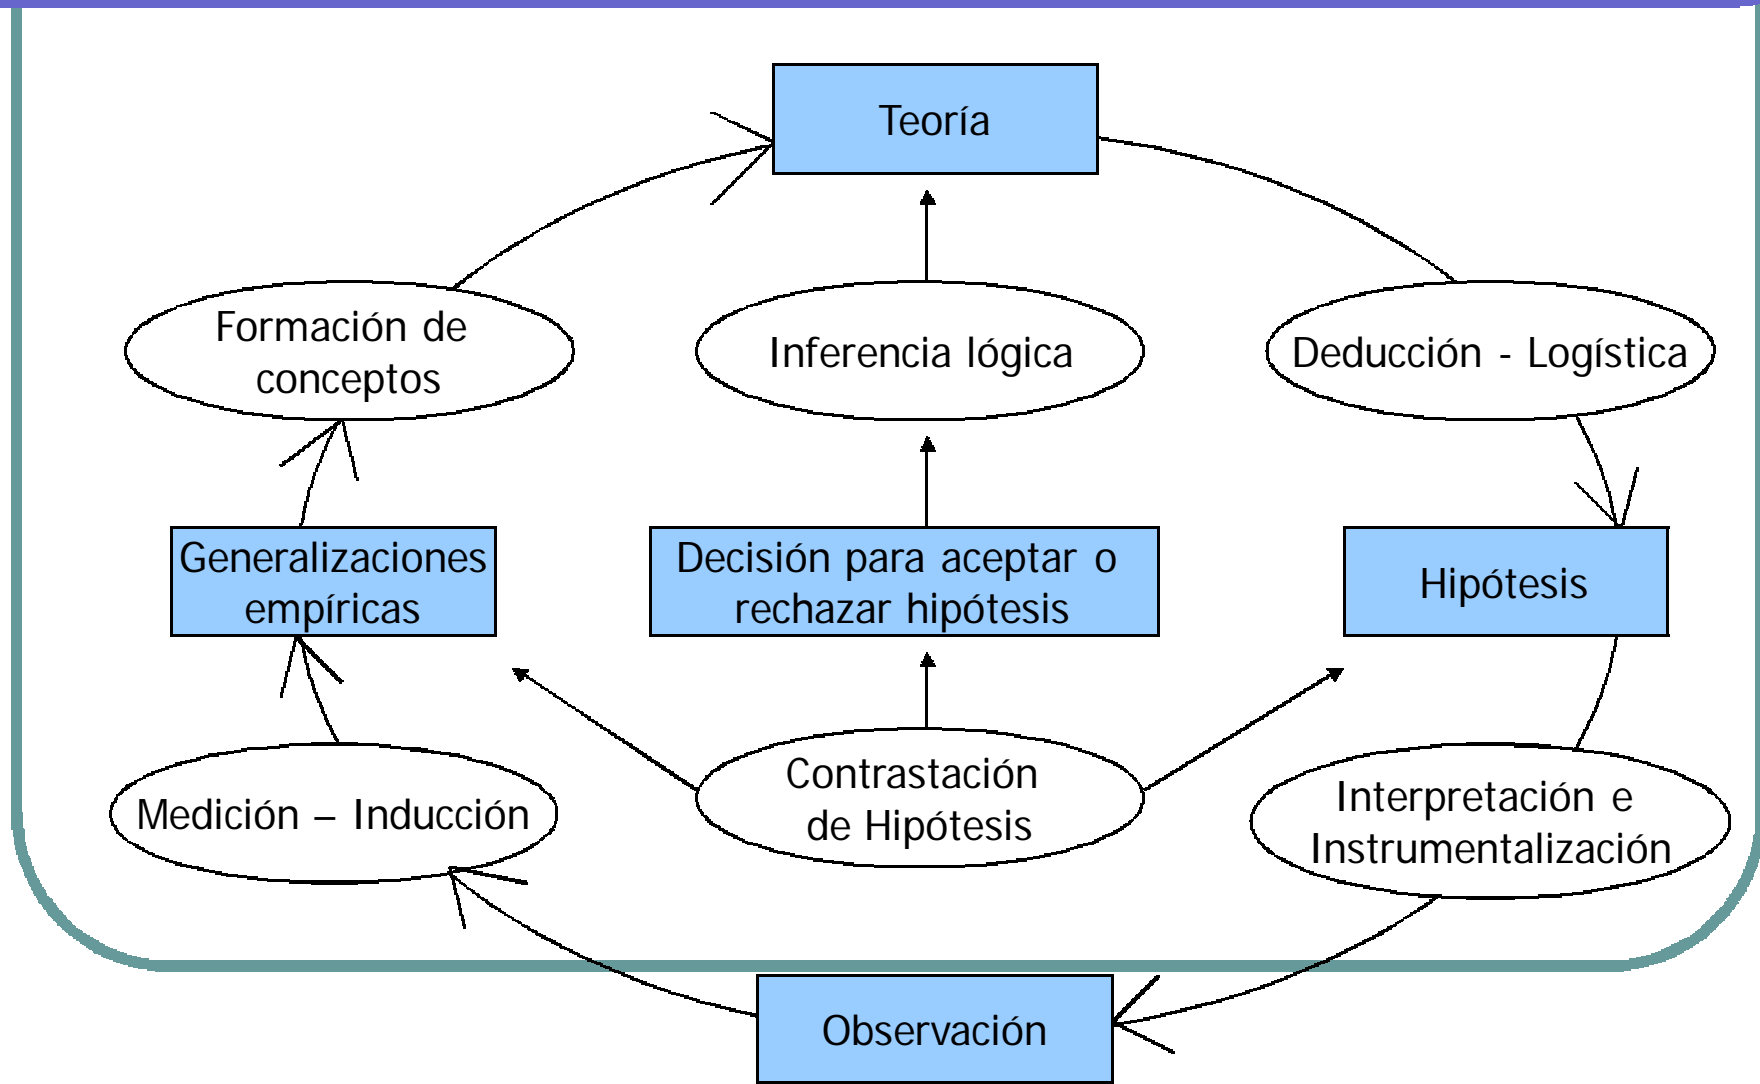 Teoría
Formación de
conceptos
Inferencia lógica
Deducción - Logística
Generalizaciones
empíricas
Decisión para aceptar o
rechazar hipótesis
Hipótesis
Medición – Inducción
Contrastación
de Hipótesis
Interpretación e
Instrumentalización
Observación